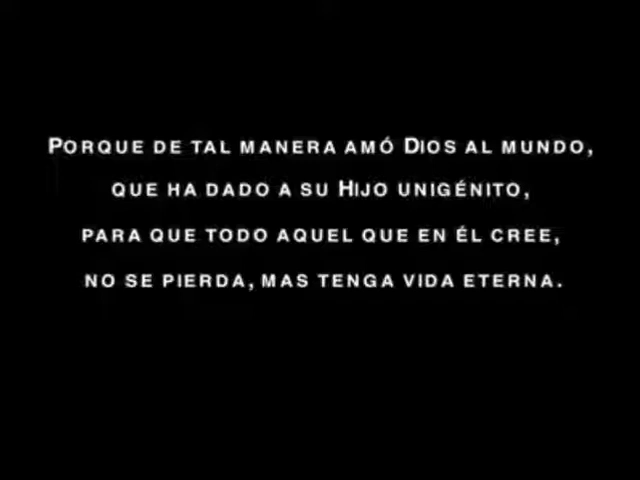 PORQUE DE TAL MANERA AMÓ DIOS AL MUNDO,
QUE HA DADO A SU HIJO UNIGÉNITO,
PARA QUE TODO AQUEL QUE EN ÉL CREE,
NO SE PIERDA, MAS TENGA VIDA ETERNA.